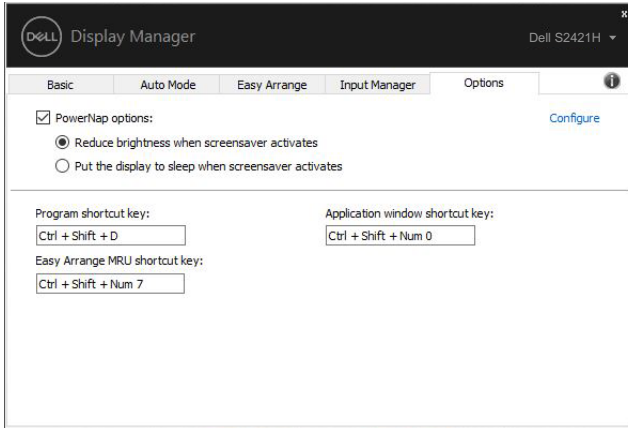 DELL Display Manager
Dell S2421H
x
Basic Auto Mode Easy Arrange Input Manager Options i
PowerNap options: Configure
Reduce brightness when screensaver activates
Put the display to sleep when screensaver activates
Program shortcut key: Application window shortcut key:
Ctrl + Shift + D Ctrl + Shift + Num 0
Easy Arrange MRU shortcut key:
Ctrl + Shift + Num 7